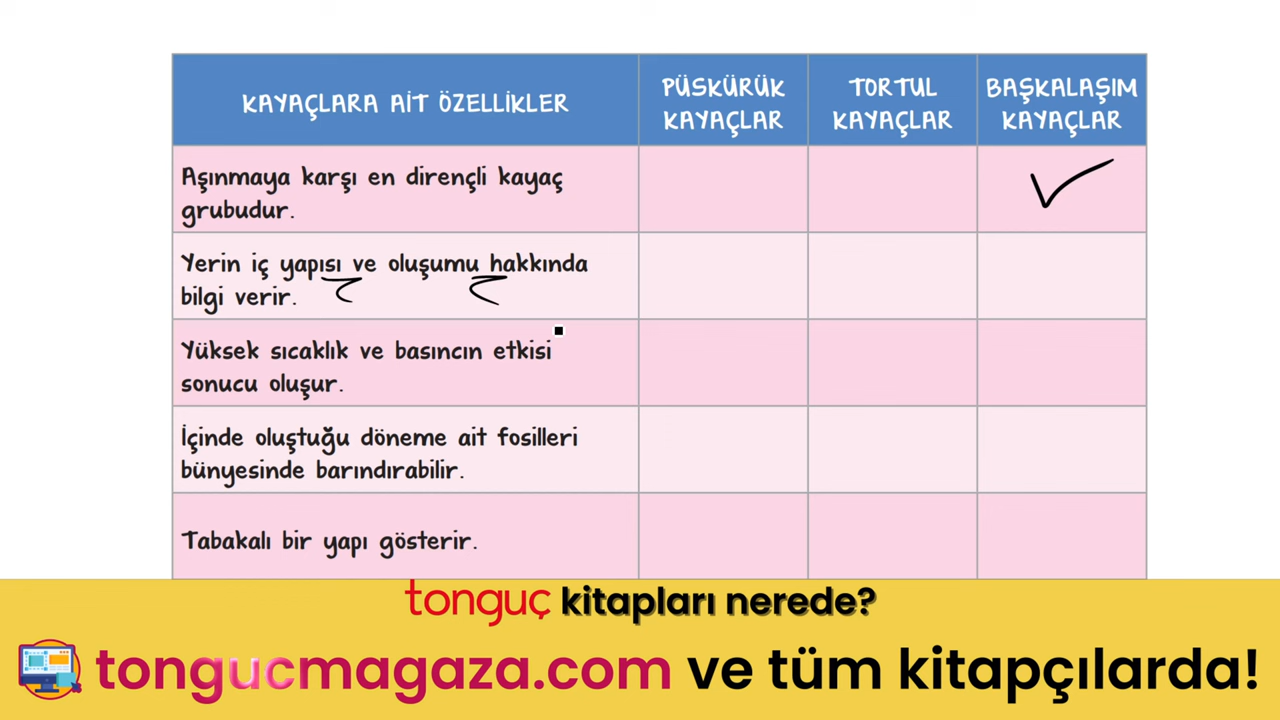 KAYAÇLARA AİT ÖZELLİKLER
PÜSKÜRÜK
KAYAÇLAR
TORTUL
KAYAÇLAR
BAŞKALAŞIM
KAYAÇLAR
Aşınmaya karşı en dirençli kayaç
grubudur.
Yerin iç yapısı ve oluşumu hakkında
bilgi verir.
Yüksek sıcaklık ve basıncın etkisi
sonucu oluşur.
İçinde oluştuğu döneme ait fosilleri
bünyesinde barındırabilir.
Tabakalı bir yapı gösterir.
tonguç kitapları nerede?
tongucmagaza.com ve tüm kitapçılarda!